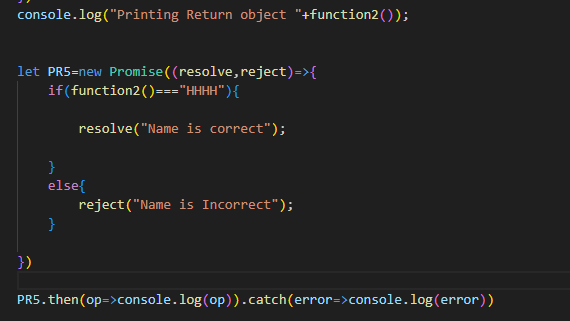 })
console.log("Printing Return object "+function2());
let PR5=new Promise((resolve,reject)=>{
if(function2()==="HHHH"){
resolve("Name is correct");
}
else{
reject("Name is Incorrect");
}
})
PR5.then(op=>console.log(op)).catch(error=>console.log(error))